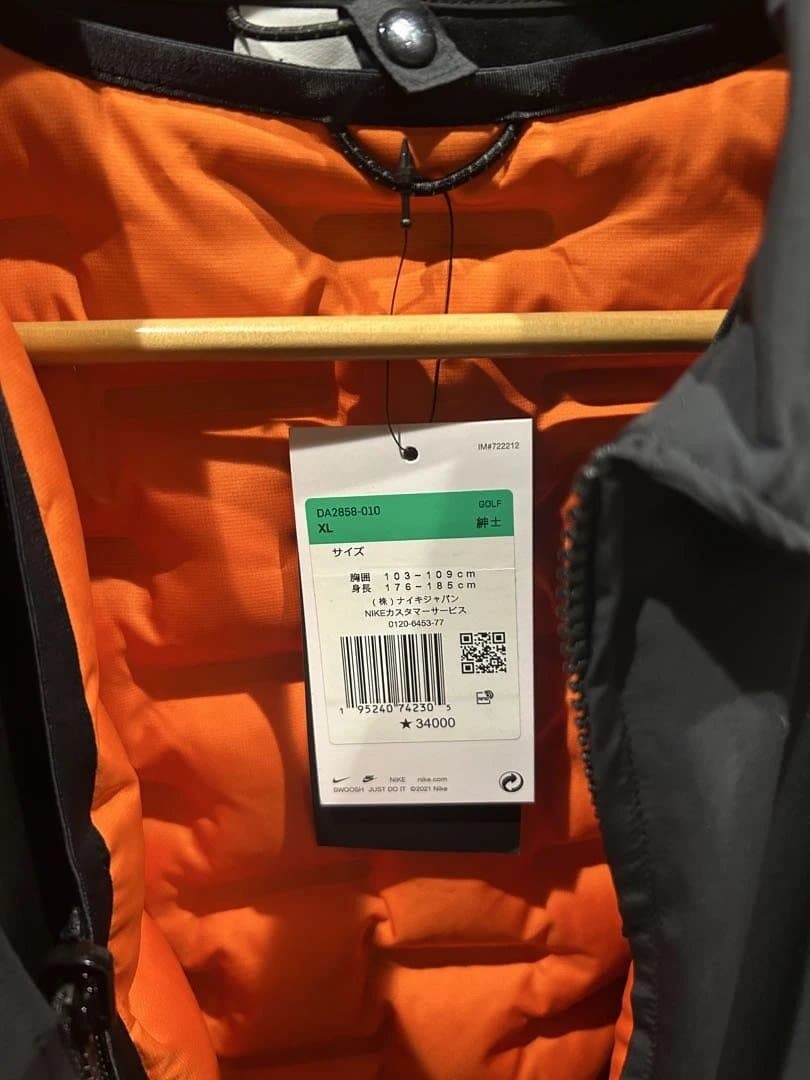 IM#722212
DA2858-010 GOLF
XL 紳士
サイズ
胸囲 103-109cm
身長 176-185cm
(株)ナイキジャパン
NIKEカスタマーサービス
0120-6453-77
1 95240 74230 5
★ 34000
NIKE nike.com
SWOOSH JUST DO IT ©2021 Nike